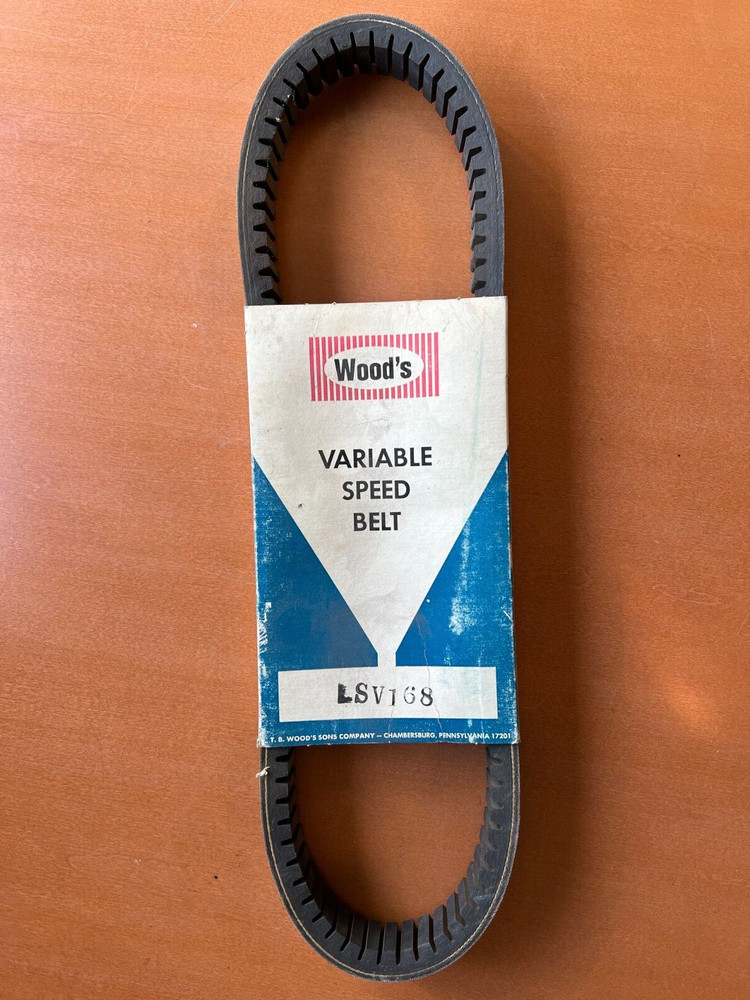 Wood's
VARIABLE
SPEED
BELT
LSV168
T. B. WOOD'S SONS COMPANY — CHAMBERSBURG, PENNSYLVANIA 17201